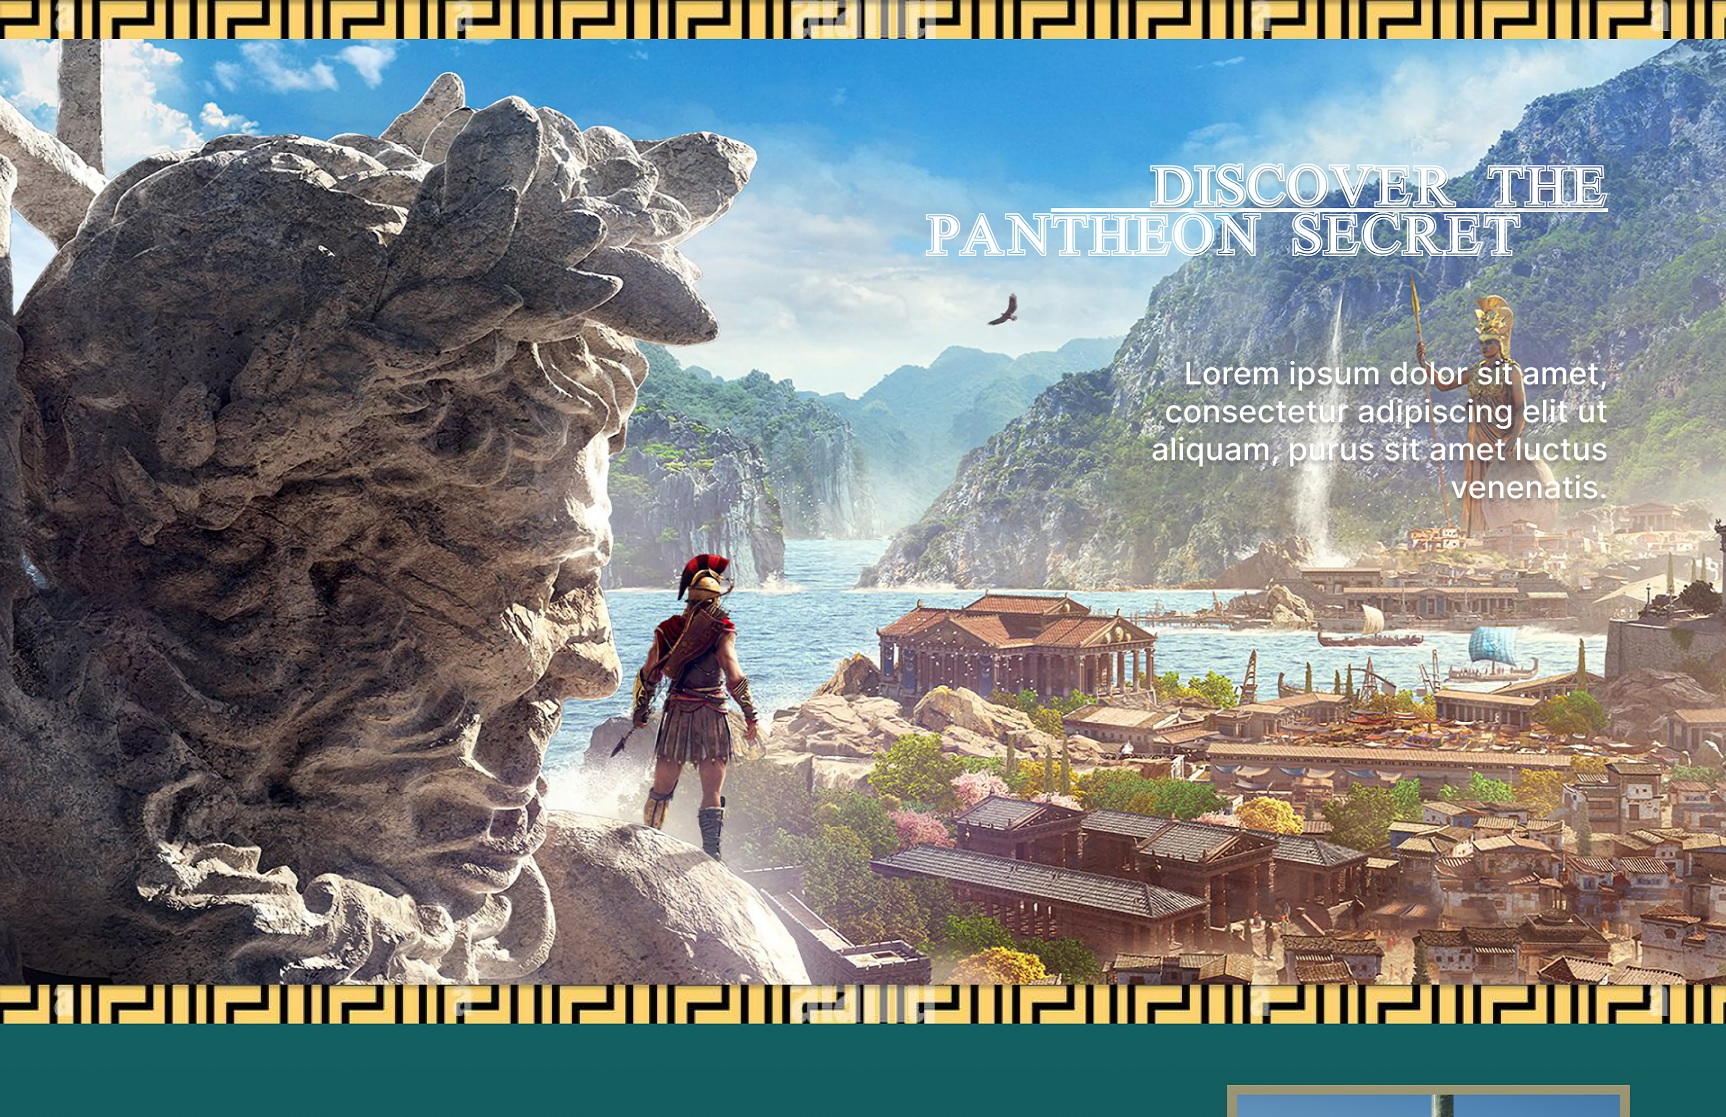 DISCOVER THE
PANTHEON SECRET
Lorem ipsum dolor sit amet,
consectetur adipiscing elit ut
aliquam, purus sit amet luctus
venenatis.